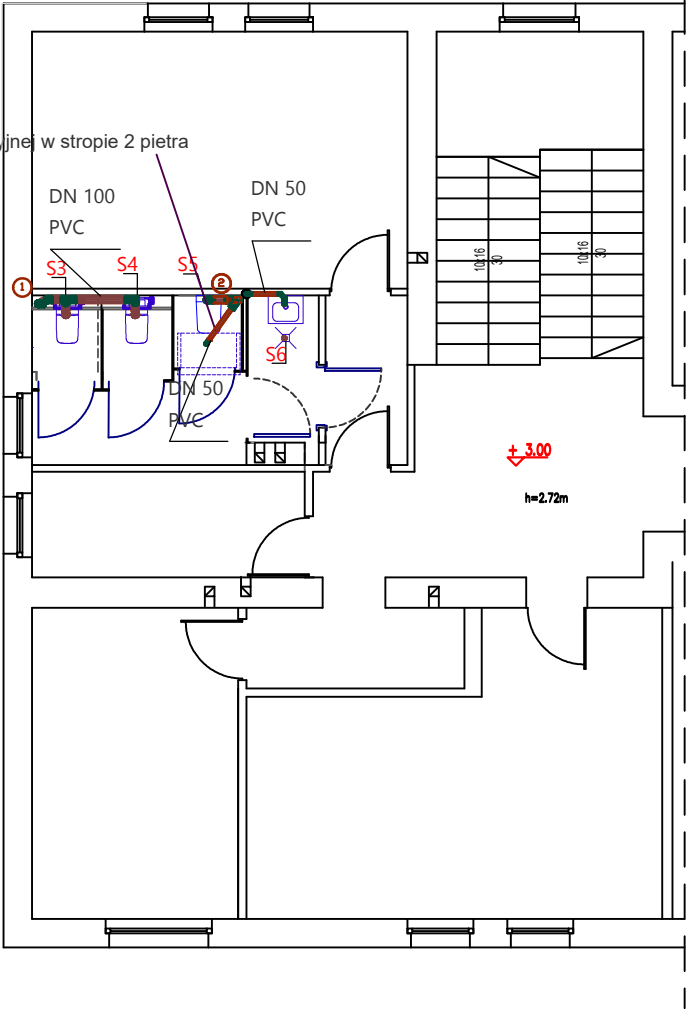 jnej w stropie 2 pietra
DN 100
PVC
DN 50
PVC
S3
S4
S5
1
2
S6
DN 50
PVC
10x16
30
10x16
30
+ 3.00
h=2.72m